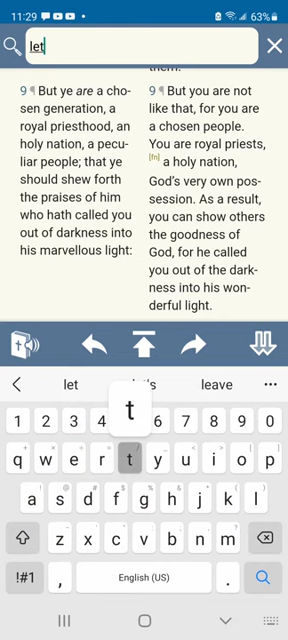 11:29
63%
let
them.
9 ¶ But ye are a cho-
sen generation, a
royal priesthood, an
holy nation, a pecu-
liar people; that ye
should shew forth
the praises of him
who hath called you
out of darkness into
his marvellous light:
9 ¶ But you are not
like that, for you are
a chosen people.
You are royal priests,
[fn] a holy nation,
God's very own pos-
session. As a result,
you can show others
the goodness of
God, for he called
you out of the dark-
ness into his won-
derful light.
let leave
t
1 2 3 4 6 7 8 9 0
q w e r t y u i o p
a s d f g h j k l
z x c v b n m
!#1 , English (US) .